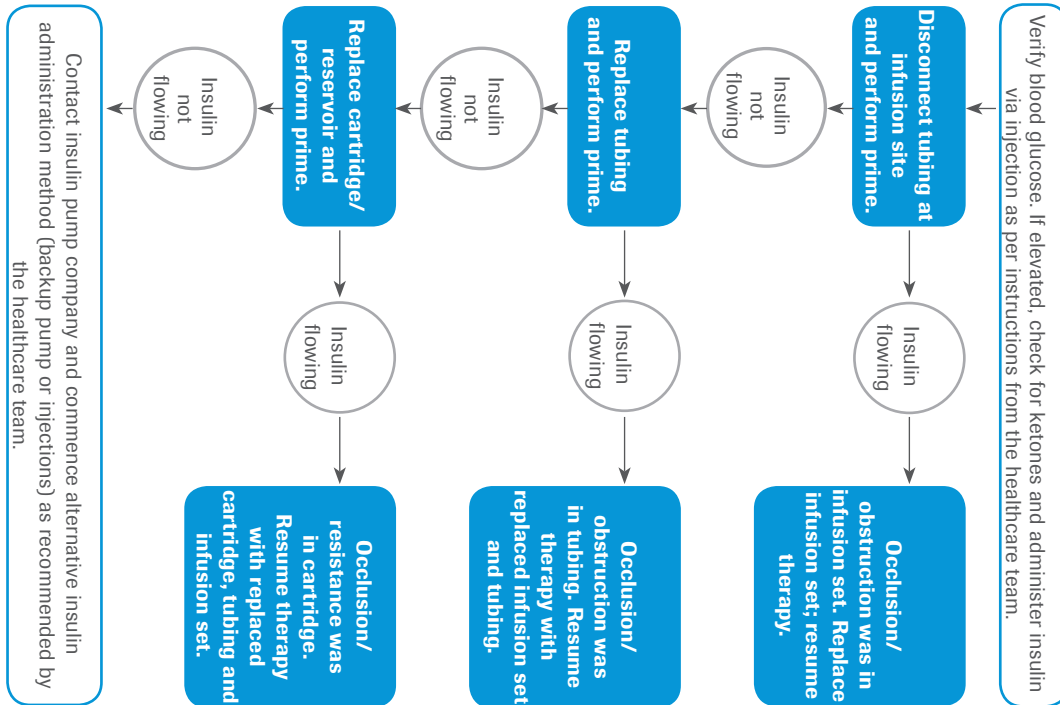 Verify blood glucose. If elevated, check for ketones and administer insulin
via injection as per instructions from the healthcare team.
Disconnect tubing at
infusion site
and perform prime.
Insulin
flowing
Occlusion/
obstruction was in
infusion set. Replace
infusion set; resume
therapy.
Insulin
not
flowing
Replace tubing
and perform prime.
Insulin
flowing
Occlusion/
obstruction was
in tubing. Resume
therapy with
replaced infusion set
and tubing.
Insulin
not
flowing
Replace cartridge/
reservoir and
perform prime.
Insulin
flowing
Occlusion/
resistance was
in cartridge.
Resume therapy
with replaced
cartridge, tubing and
infusion set.
Insulin
not
flowing
Contact insulin pump company and commence alternative insulin
administration method (backup pump or injections) as recommended by
the healthcare team.